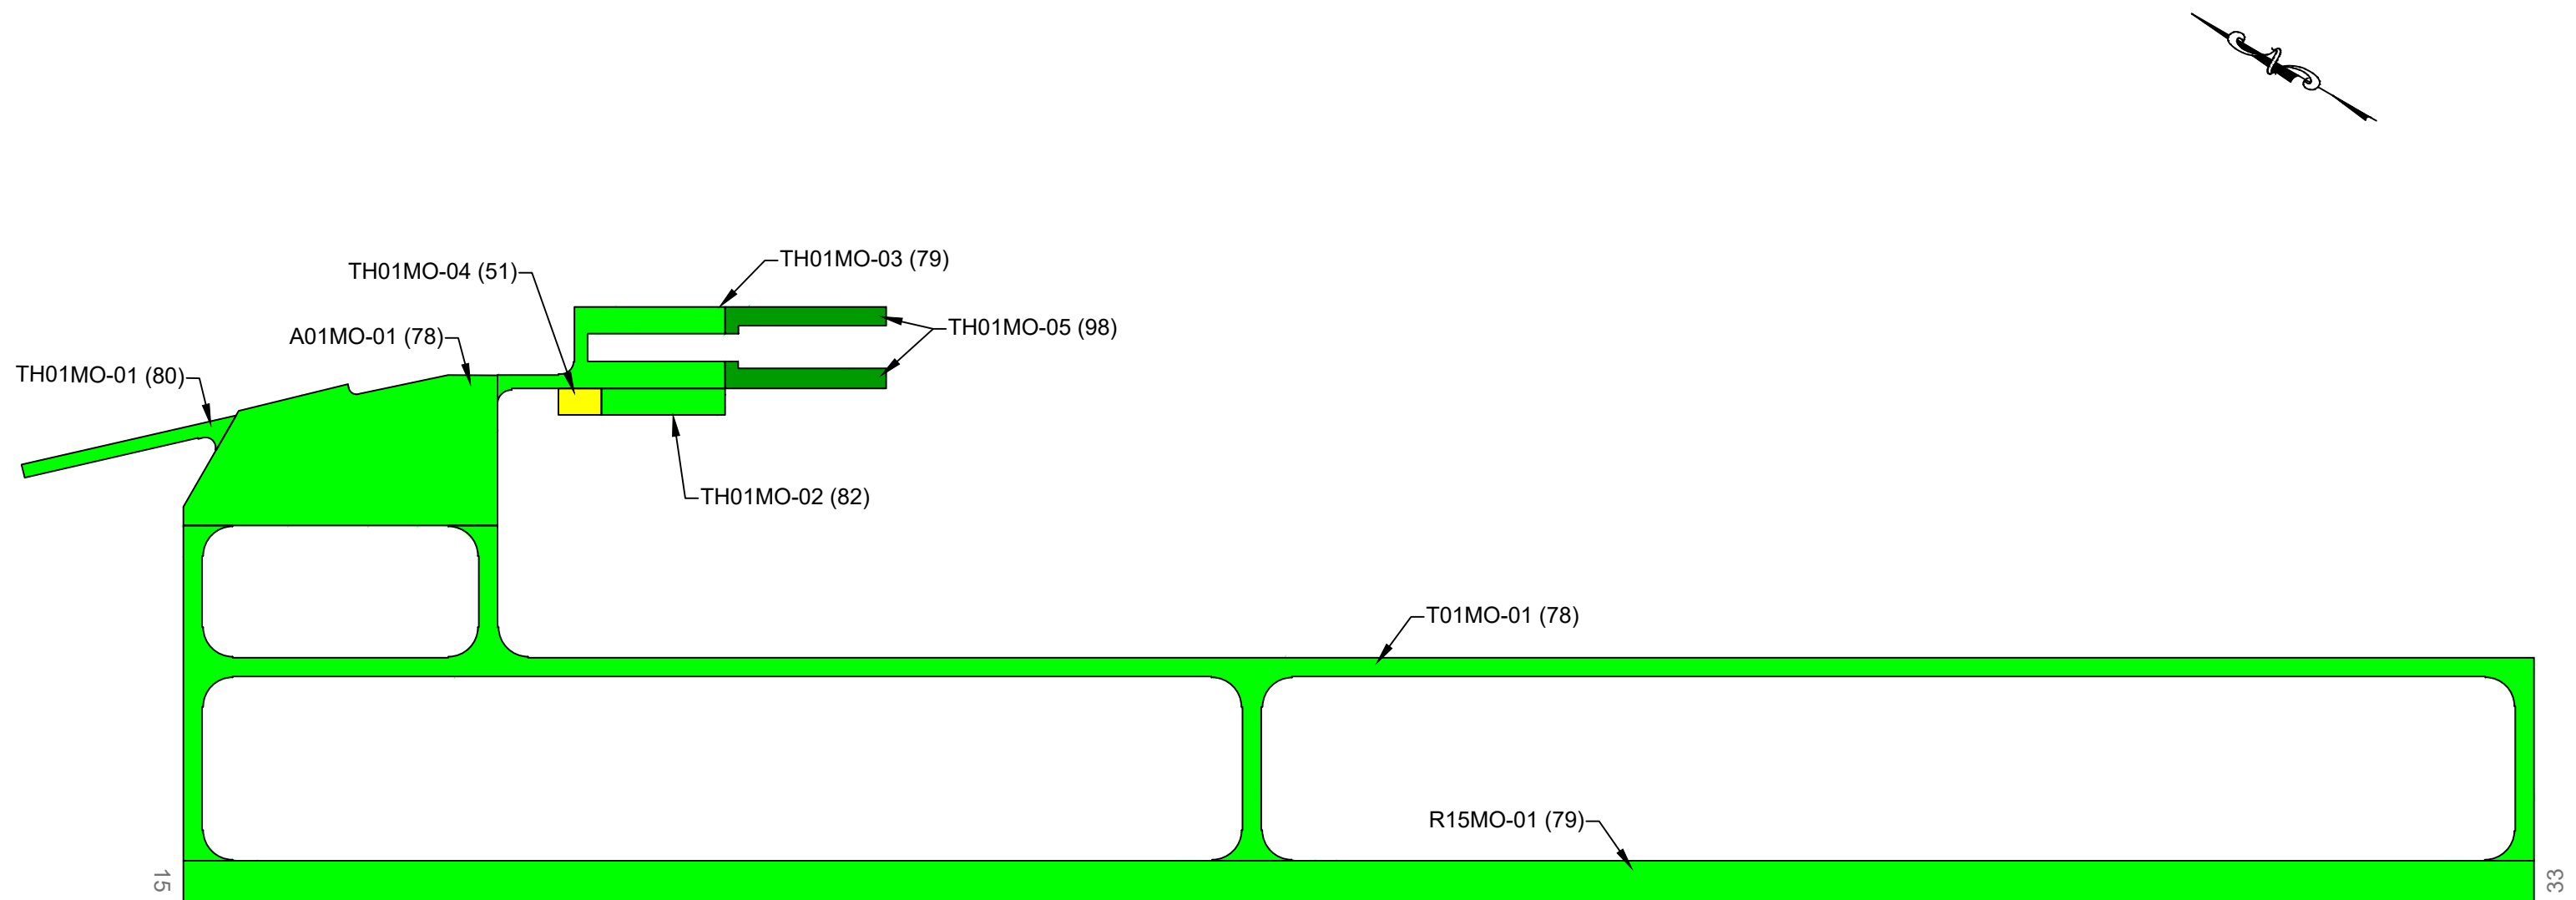 TH01MO-03 (79)
TH01MO-04 (51)
TH01MO-05 (98)
A01MO-01 (78)
TH01MO-01 (80)
TH01MO-02 (82)
T01MO-01 (78)
R15MO-01 (79)
15
33